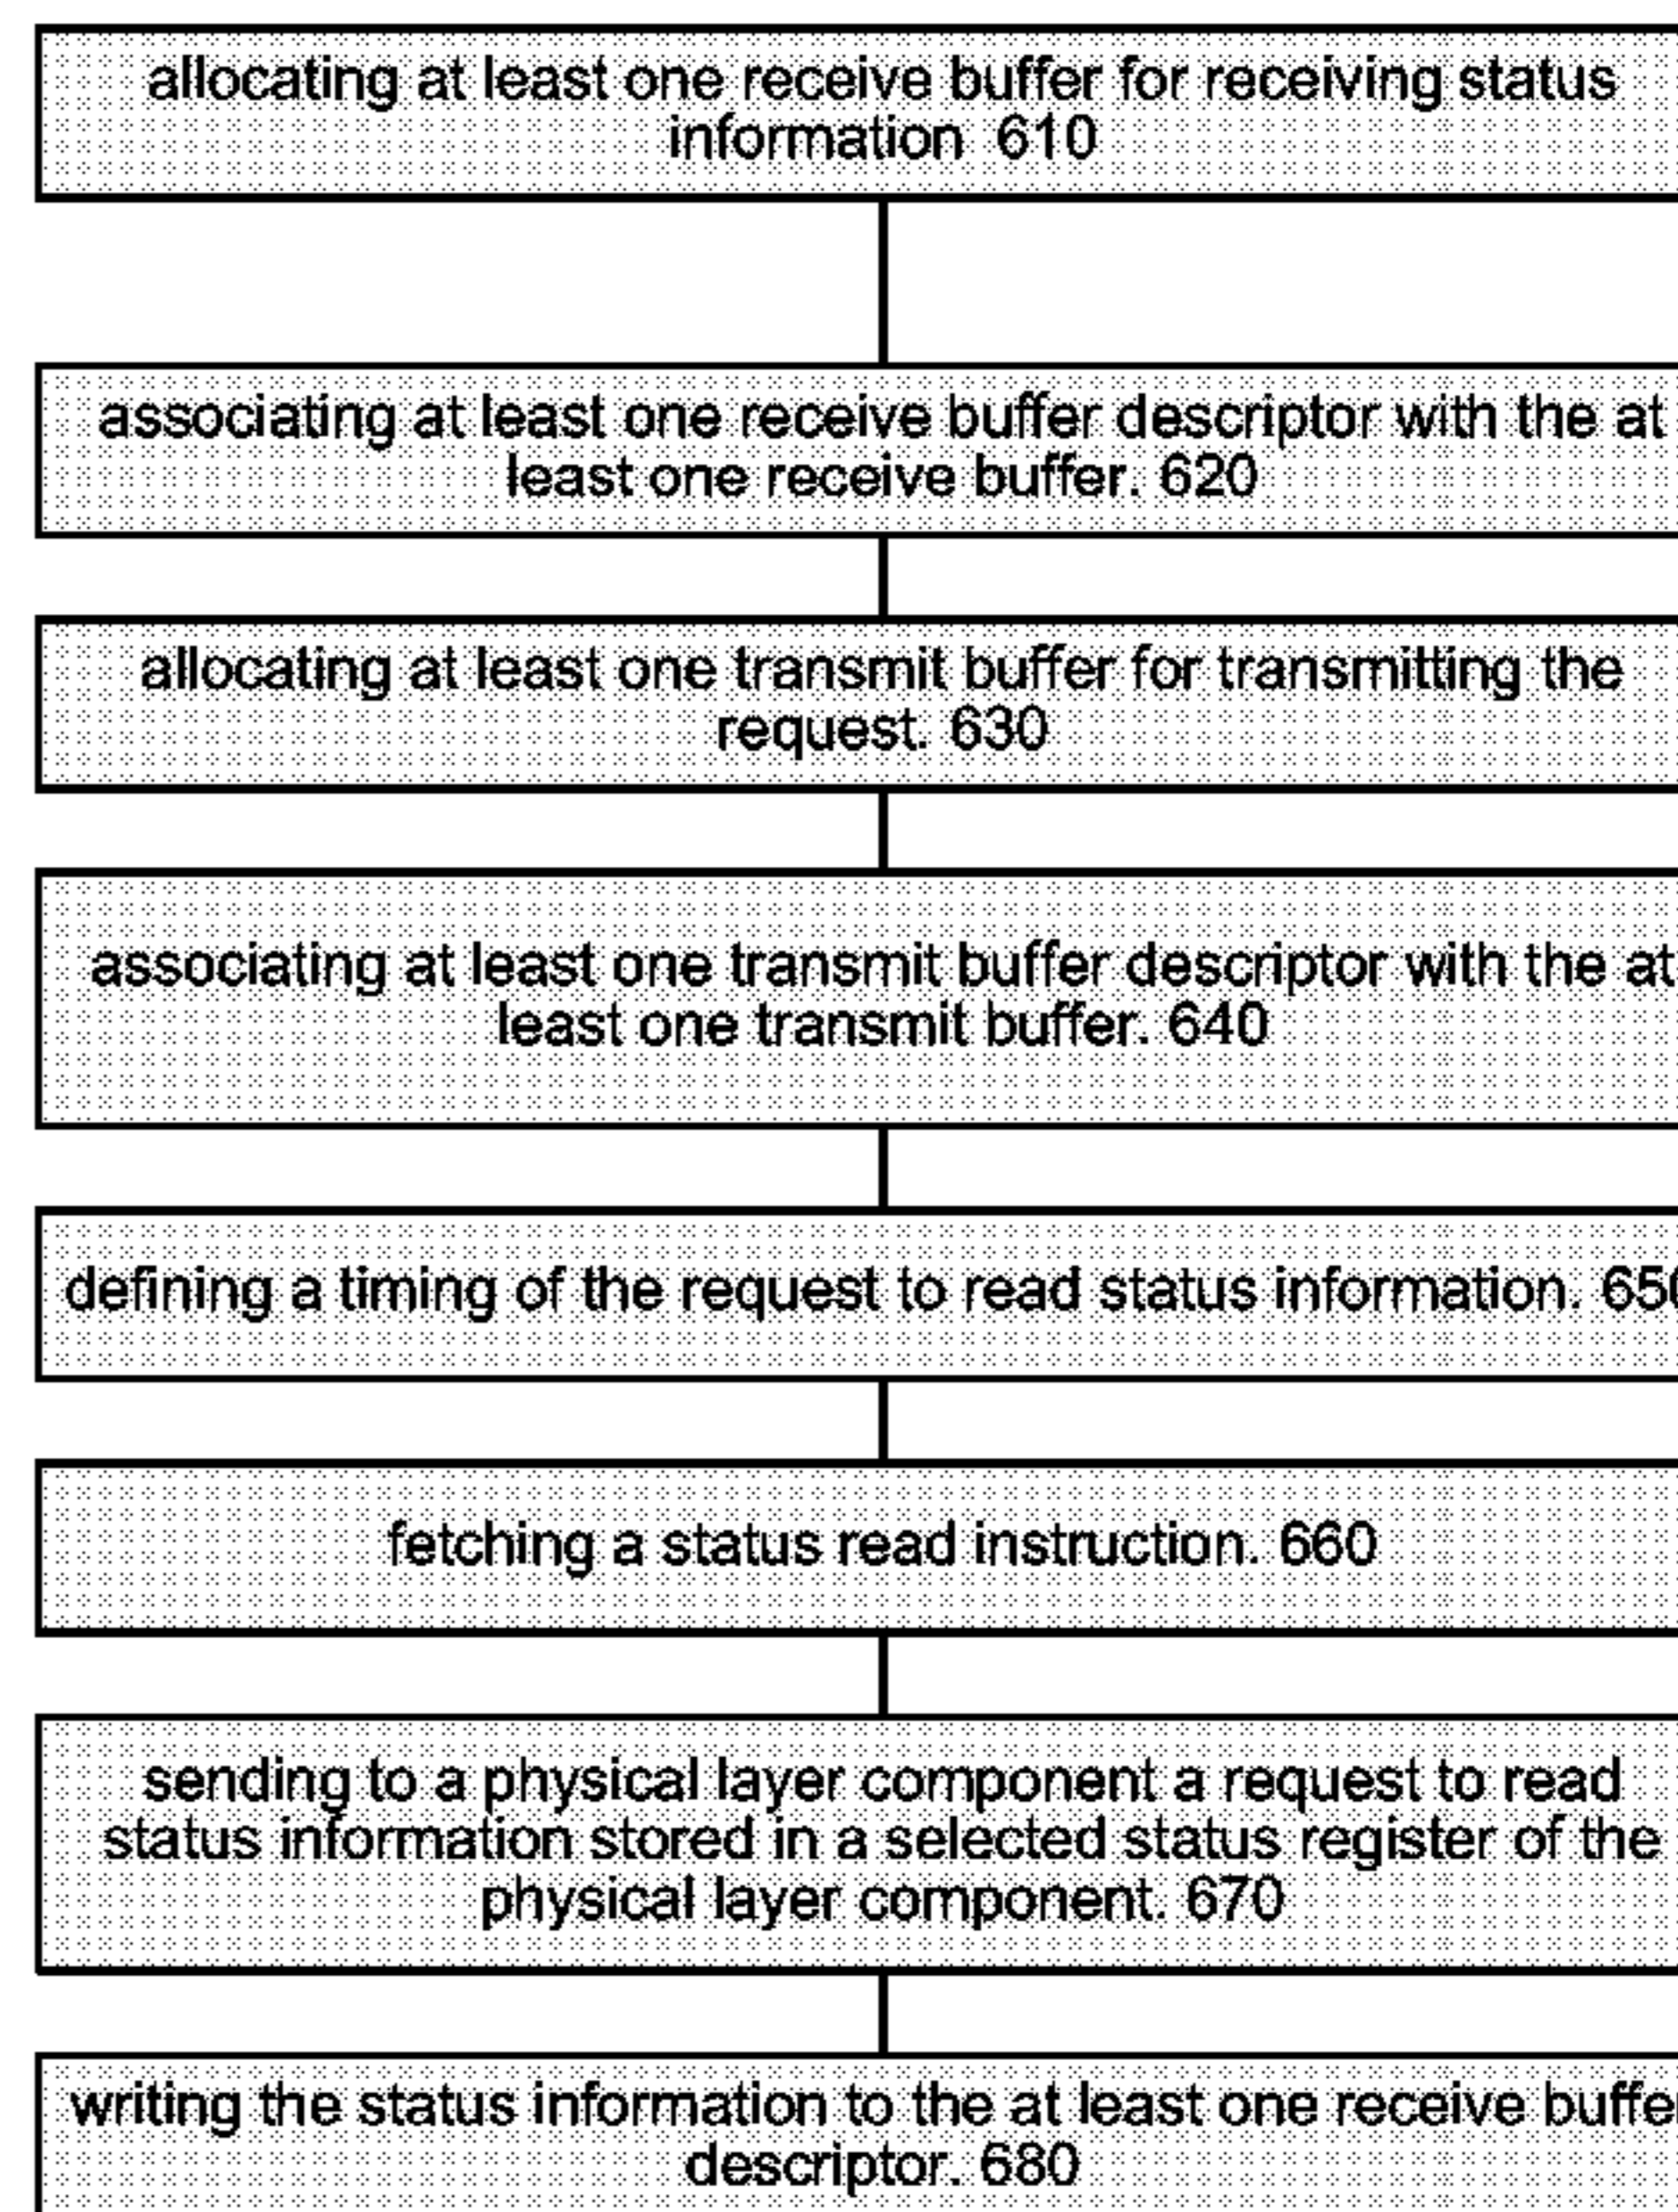 allocating at least one receive buffer for receiving status
information 610
associating at least one receive buffer descriptor with the at
least one receive buffer. 620
allocating at least one transmit buffer for transmitting the
request. 630
associating at least one transmit buffer descriptor with the at
least one transmit buffer. 640
defining a timing of the request to read status information. 650
fetching a status read instruction. 660
sending to a physical layer component a request to read
status information stored in a selected status register of the
physical layer component. 670
writing the status information to the at least one receive buffer
descriptor. 680